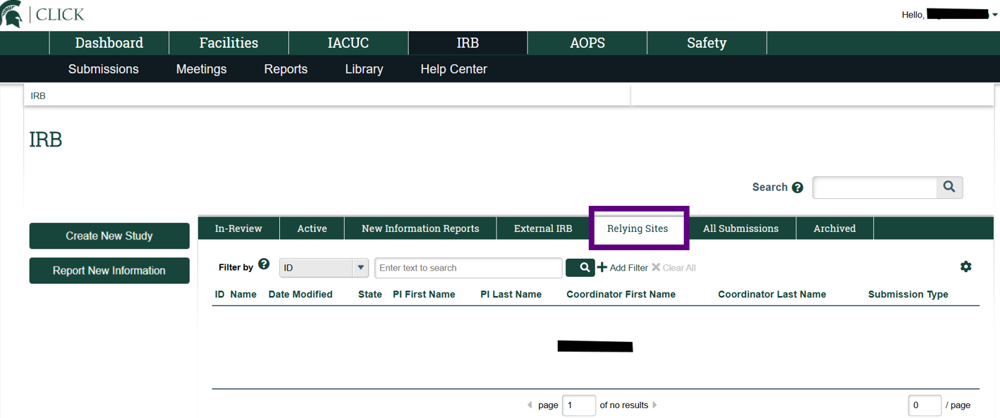 CLICK
Hello,
Dashboard Facilities IACUC IRB AOPS Safety
Submissions Meetings Reports Library Help Center
IRB
IRB
Search ?
Create New Study
Report New Information
In-Review Active New Information Reports External IRB Relying Sites All Submissions Archived
Filter by ? ID Enter text to search Add Filter Clear All
ID Name Date Modified State PI First Name PI Last Name Coordinator First Name Coordinator Last Name Submission Type
page 1 of no results 0 / page